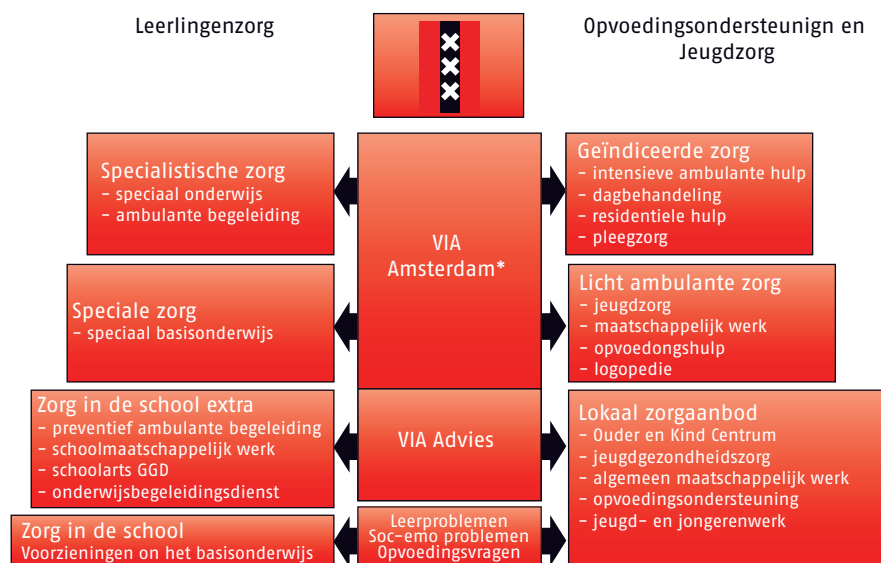 Leerlingenzorg
Opvoedingsondersteunign en
Jeugdzorg
Specialistische zorg
– speciaal onderwijs
– ambulante begeleiding
Speciale zorg
– speciaal basisonderwijs
Zorg in de school extra
– preventief ambulante begeleiding
– schoolmaatschappelijk werk
– schoolarts GGD
– onderwijsbegeleidingsdienst
Zorg in de school
Voorzieningen on het basisonderwijs
VIA
Amsterdam*
VIA Advies
Leerproblemen
Soc-emo problemen
Opvoedingsvragen
Geïndiceerde zorg
– intensieve ambulante hulp
– dagbehandeling
– residentiele hulp
– pleegzorg
Licht ambulante zorg
– jeugdzorg
– maatschappelijk werk
– opvoedongshulp
– logopedie
Lokaal zorgaanbod
– Ouder en Kind Centrum
– jeugdgezondheidszorg
– algemeen maatschappelijk werk
– opvoedingsondersteuning
– jeugd- en jongerenwerk